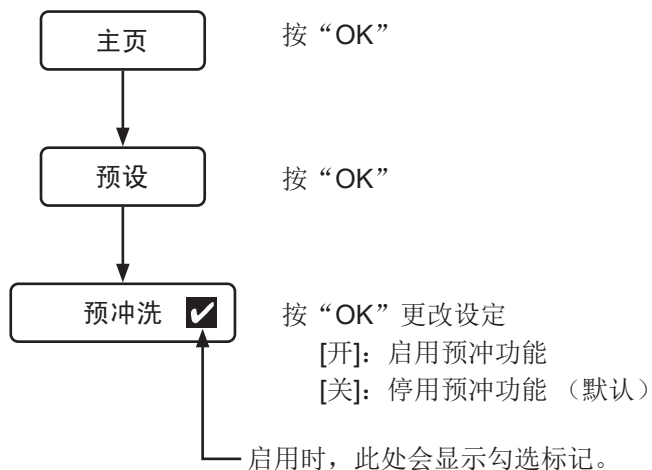 主页 按“OK”
预设 按“OK”
预冲洗 ✔ 按“OK”更改设定
[开]：启用预冲功能
[关]：停用预冲功能 （默认）
启用时，此处会显示勾选标记。